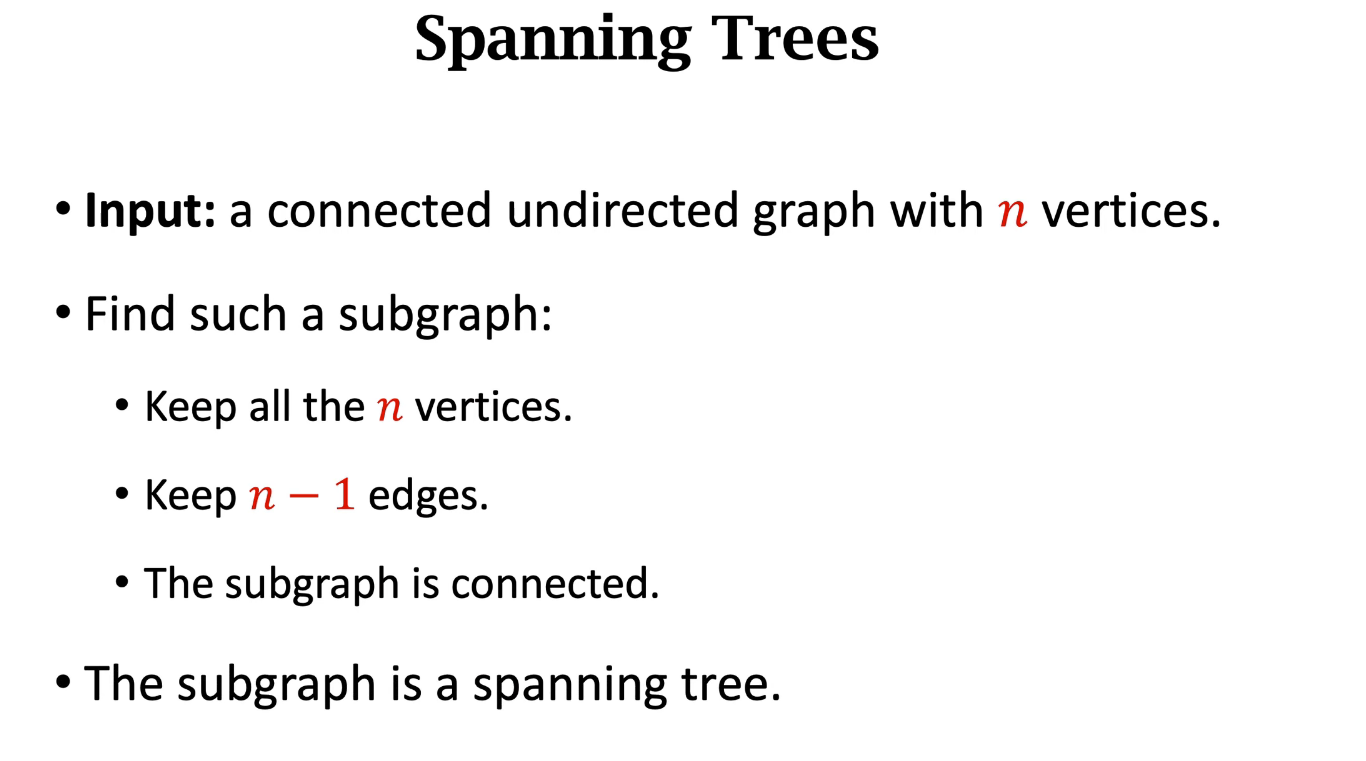 Spanning Trees
• Input: a connected undirected graph with n vertices.
• Find such a subgraph:
• Keep all the n vertices.
• Keep n − 1 edges.
• The subgraph is connected.
• The subgraph is a spanning tree.